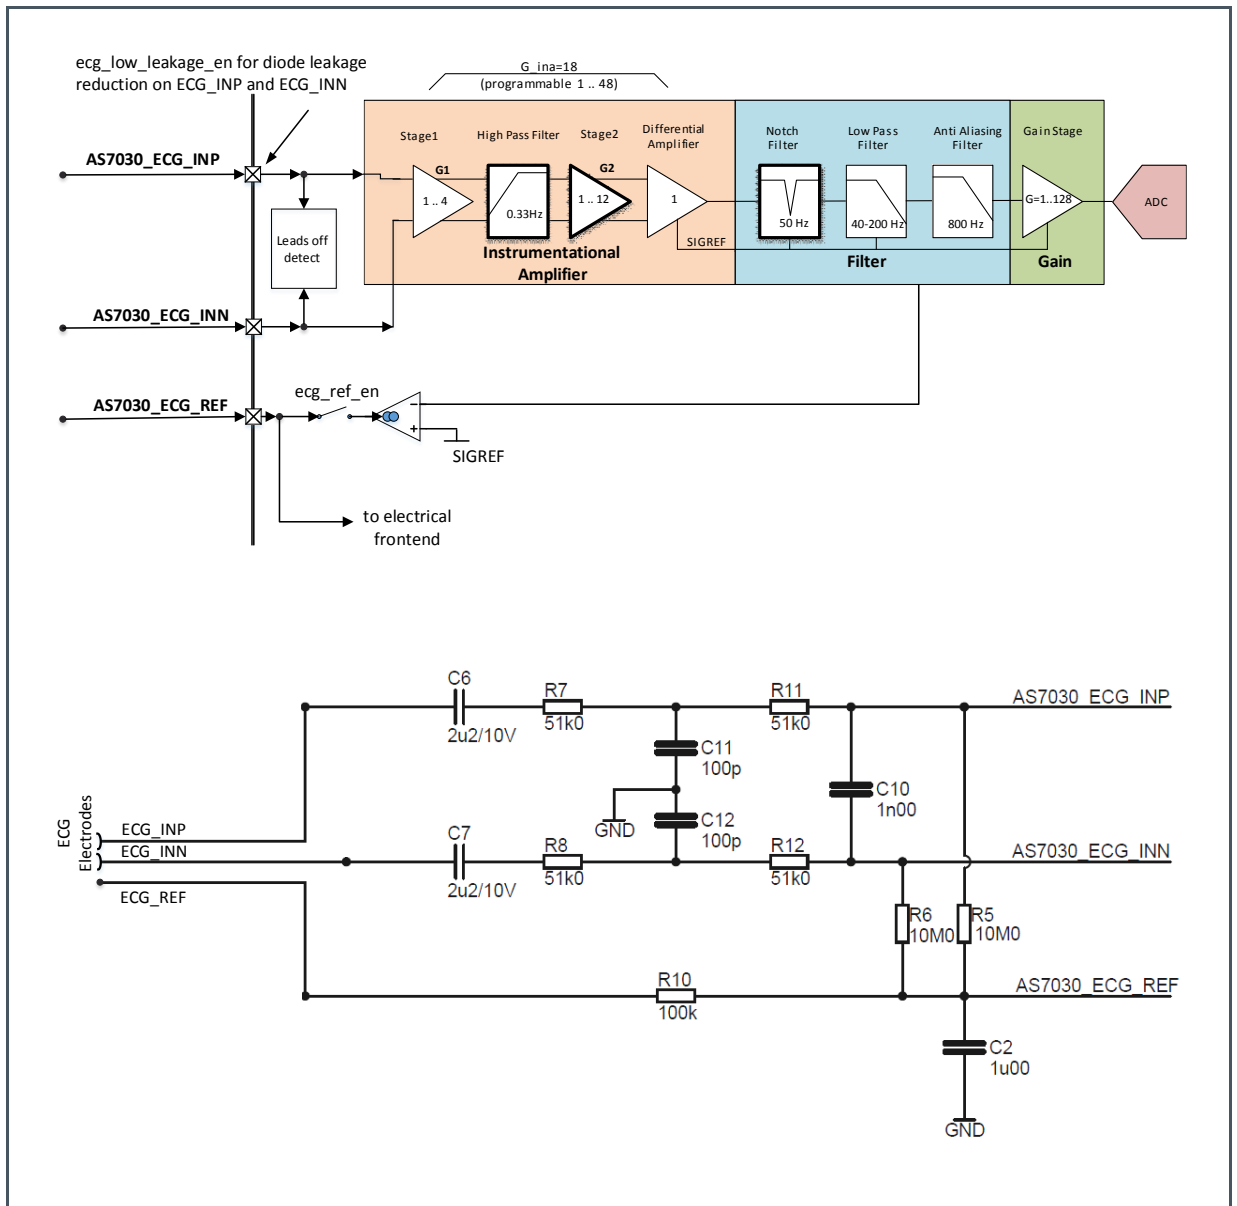 ecg_low_leakage_en for diode leakage
reduction on ECG_INP and ECG_INN
G_ina=18
(programmable 1 .. 48)
Stage1
High Pass Filter
Stage2
Differential
Amplifier
Notch
Filter
Low Pass
Filter
Anti Aliasing
Filter
Gain Stage
AS7030_ECG_INP
G1
G2
1 .. 4
0.33Hz
1 .. 12
1
50 Hz
40-200 Hz
800 Hz
G=1..128
ADC
Leads off
detect
SIGREF
Instrumentational
Amplifier
Filter
Gain
AS7030_ECG_INN
ecg_ref_en
AS7030_ECG_REF
−
+
SIGREF
to electrical
frontend
C6
2u2/10V
R7
51k0
R11
51k0
AS7030_ECG_INP
C11
100p
C10
1n00
GND
C12
100p
ECG
Electrodes
ECG_INP
ECG_INN
ECG_REF
C7
2u2/10V
R8
51k0
R12
51k0
AS7030_ECG_INN
R6
10M0
R5
10M0
R10
100k
AS7030_ECG_REF
C2
1u00
GND